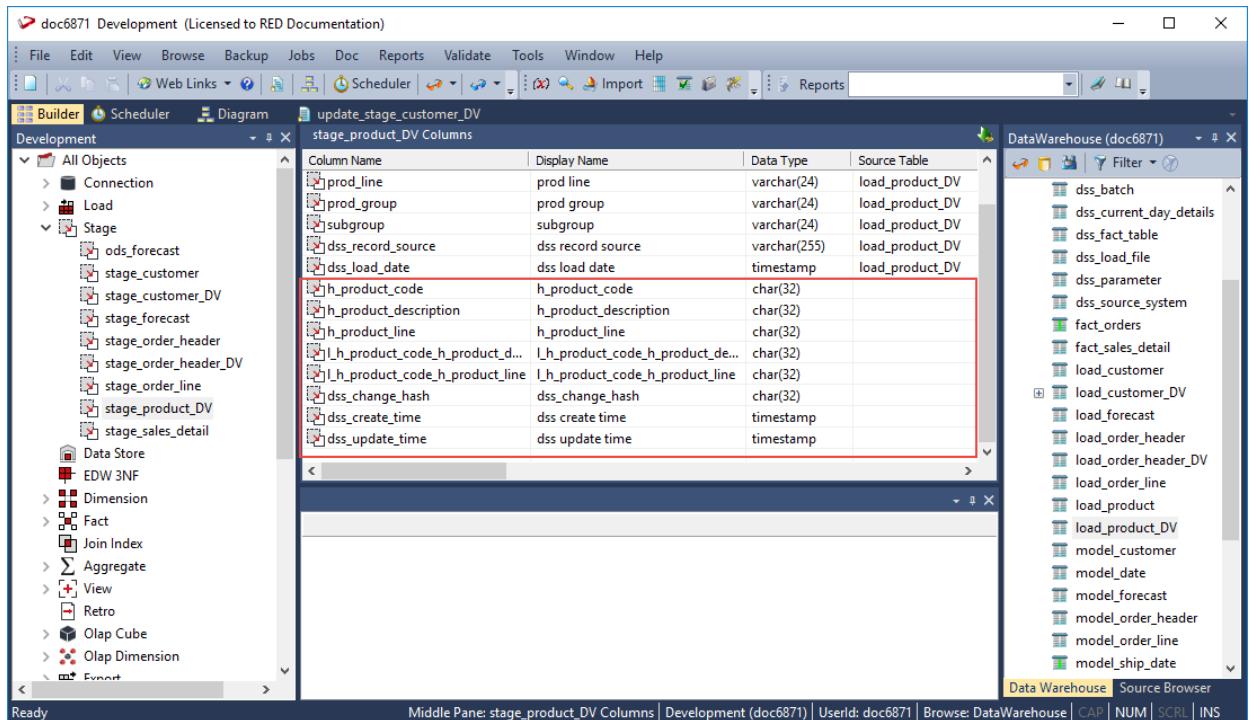 doc6871 Development (Licensed to RED Documentation)
File Edit View Browse Backup Jobs Doc Reports Validate Tools Window Help
Web Links Scheduler (x) Import Reports
Builder Scheduler Diagram update_stage_customer_DV
Development
All Objects
Connection
Load
Stage
ods_forecast
stage_customer
stage_customer_DV
stage_forecast
stage_order_header
stage_order_header_DV
stage_order_line
stage_product_DV
stage_sales_detail
Data Store
EDW 3NF
Dimension
Fact
Join Index
Aggregate
View
Retro
Olap Cube
Olap Dimension
Export
stage_product_DV Columns
Column Name Display Name Data Type Source Table
prod_line prod line varchar(24) load_product_DV
prod_group prod group varchar(24) load_product_DV
subgroup subgroup varchar(24) load_product_DV
dss_record_source dss record source varchar(255) load_product_DV
dss_load_date dss load date timestamp load_product_DV
h_product_code h_product_code char(32)
h_product_description h_product_description char(32)
h_product_line h_product_line char(32)
l_h_product_code_h_product_d... l_h_product_code_h_product_de... char(32)
l_h_product_code_h_product_line l_h_product_code_h_product_line char(32)
dss_change_hash dss_change_hash char(32)
dss_create_time dss create time timestamp
dss_update_time dss update time timestamp
DataWarehouse (doc6871)
Filter
dss_batch
dss_current_day_details
dss_fact_table
dss_load_file
dss_parameter
dss_source_system
fact_orders
fact_sales_detail
load_customer
load_customer_DV
load_forecast
load_order_header
load_order_header_DV
load_order_line
load_product
load_product_DV
model_customer
model_date
model_forecast
model_order_header
model_order_line
model_ship_date
Data Warehouse Source Browser
Ready Middle Pane: stage_product_DV Columns Development (doc6871) UserId: doc6871 Browse: DataWarehouse CAP NUM SCRL INS